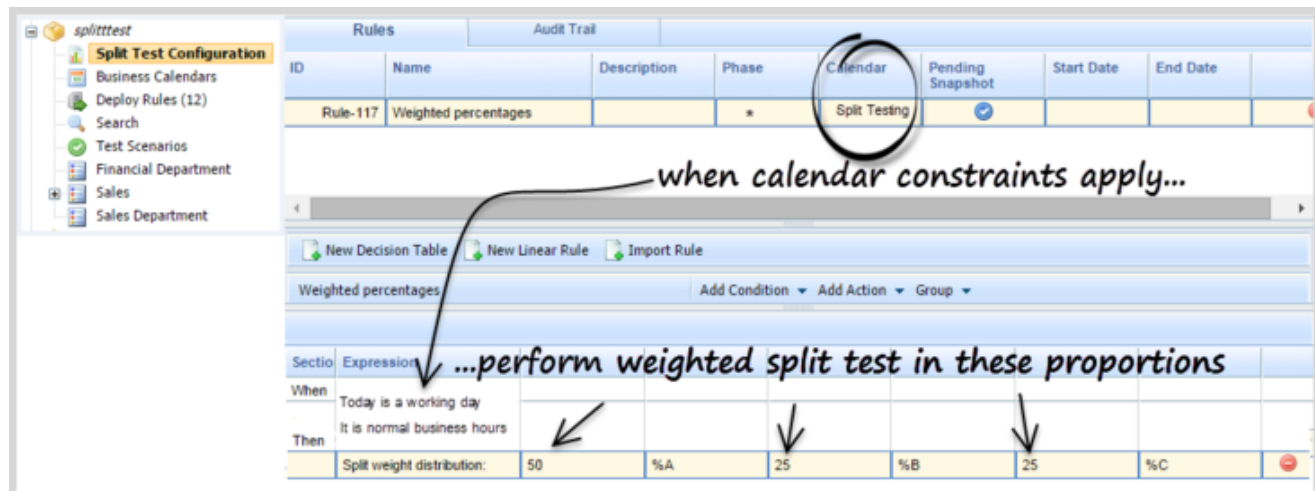 splitttest
Split Test Configuration
Business Calendars
Deploy Rules (12)
Search
Test Scenarios
Financial Department
Sales
Sales Department
Rules Audit Trail
ID Name Description Phase Calendar Pending Snapshot Start Date End Date
Rule-117 Weighted percentages * Split Testing
when calendar constraints apply...
New Decision Table New Linear Rule Import Rule
Weighted percentages Add Condition Add Action Group
...perform weighted split test in these proportions
Sectio Expression
When
Today is a working day
It is normal business hours
Then
Split weight distribution: 50 %A 25 %B 25 %C